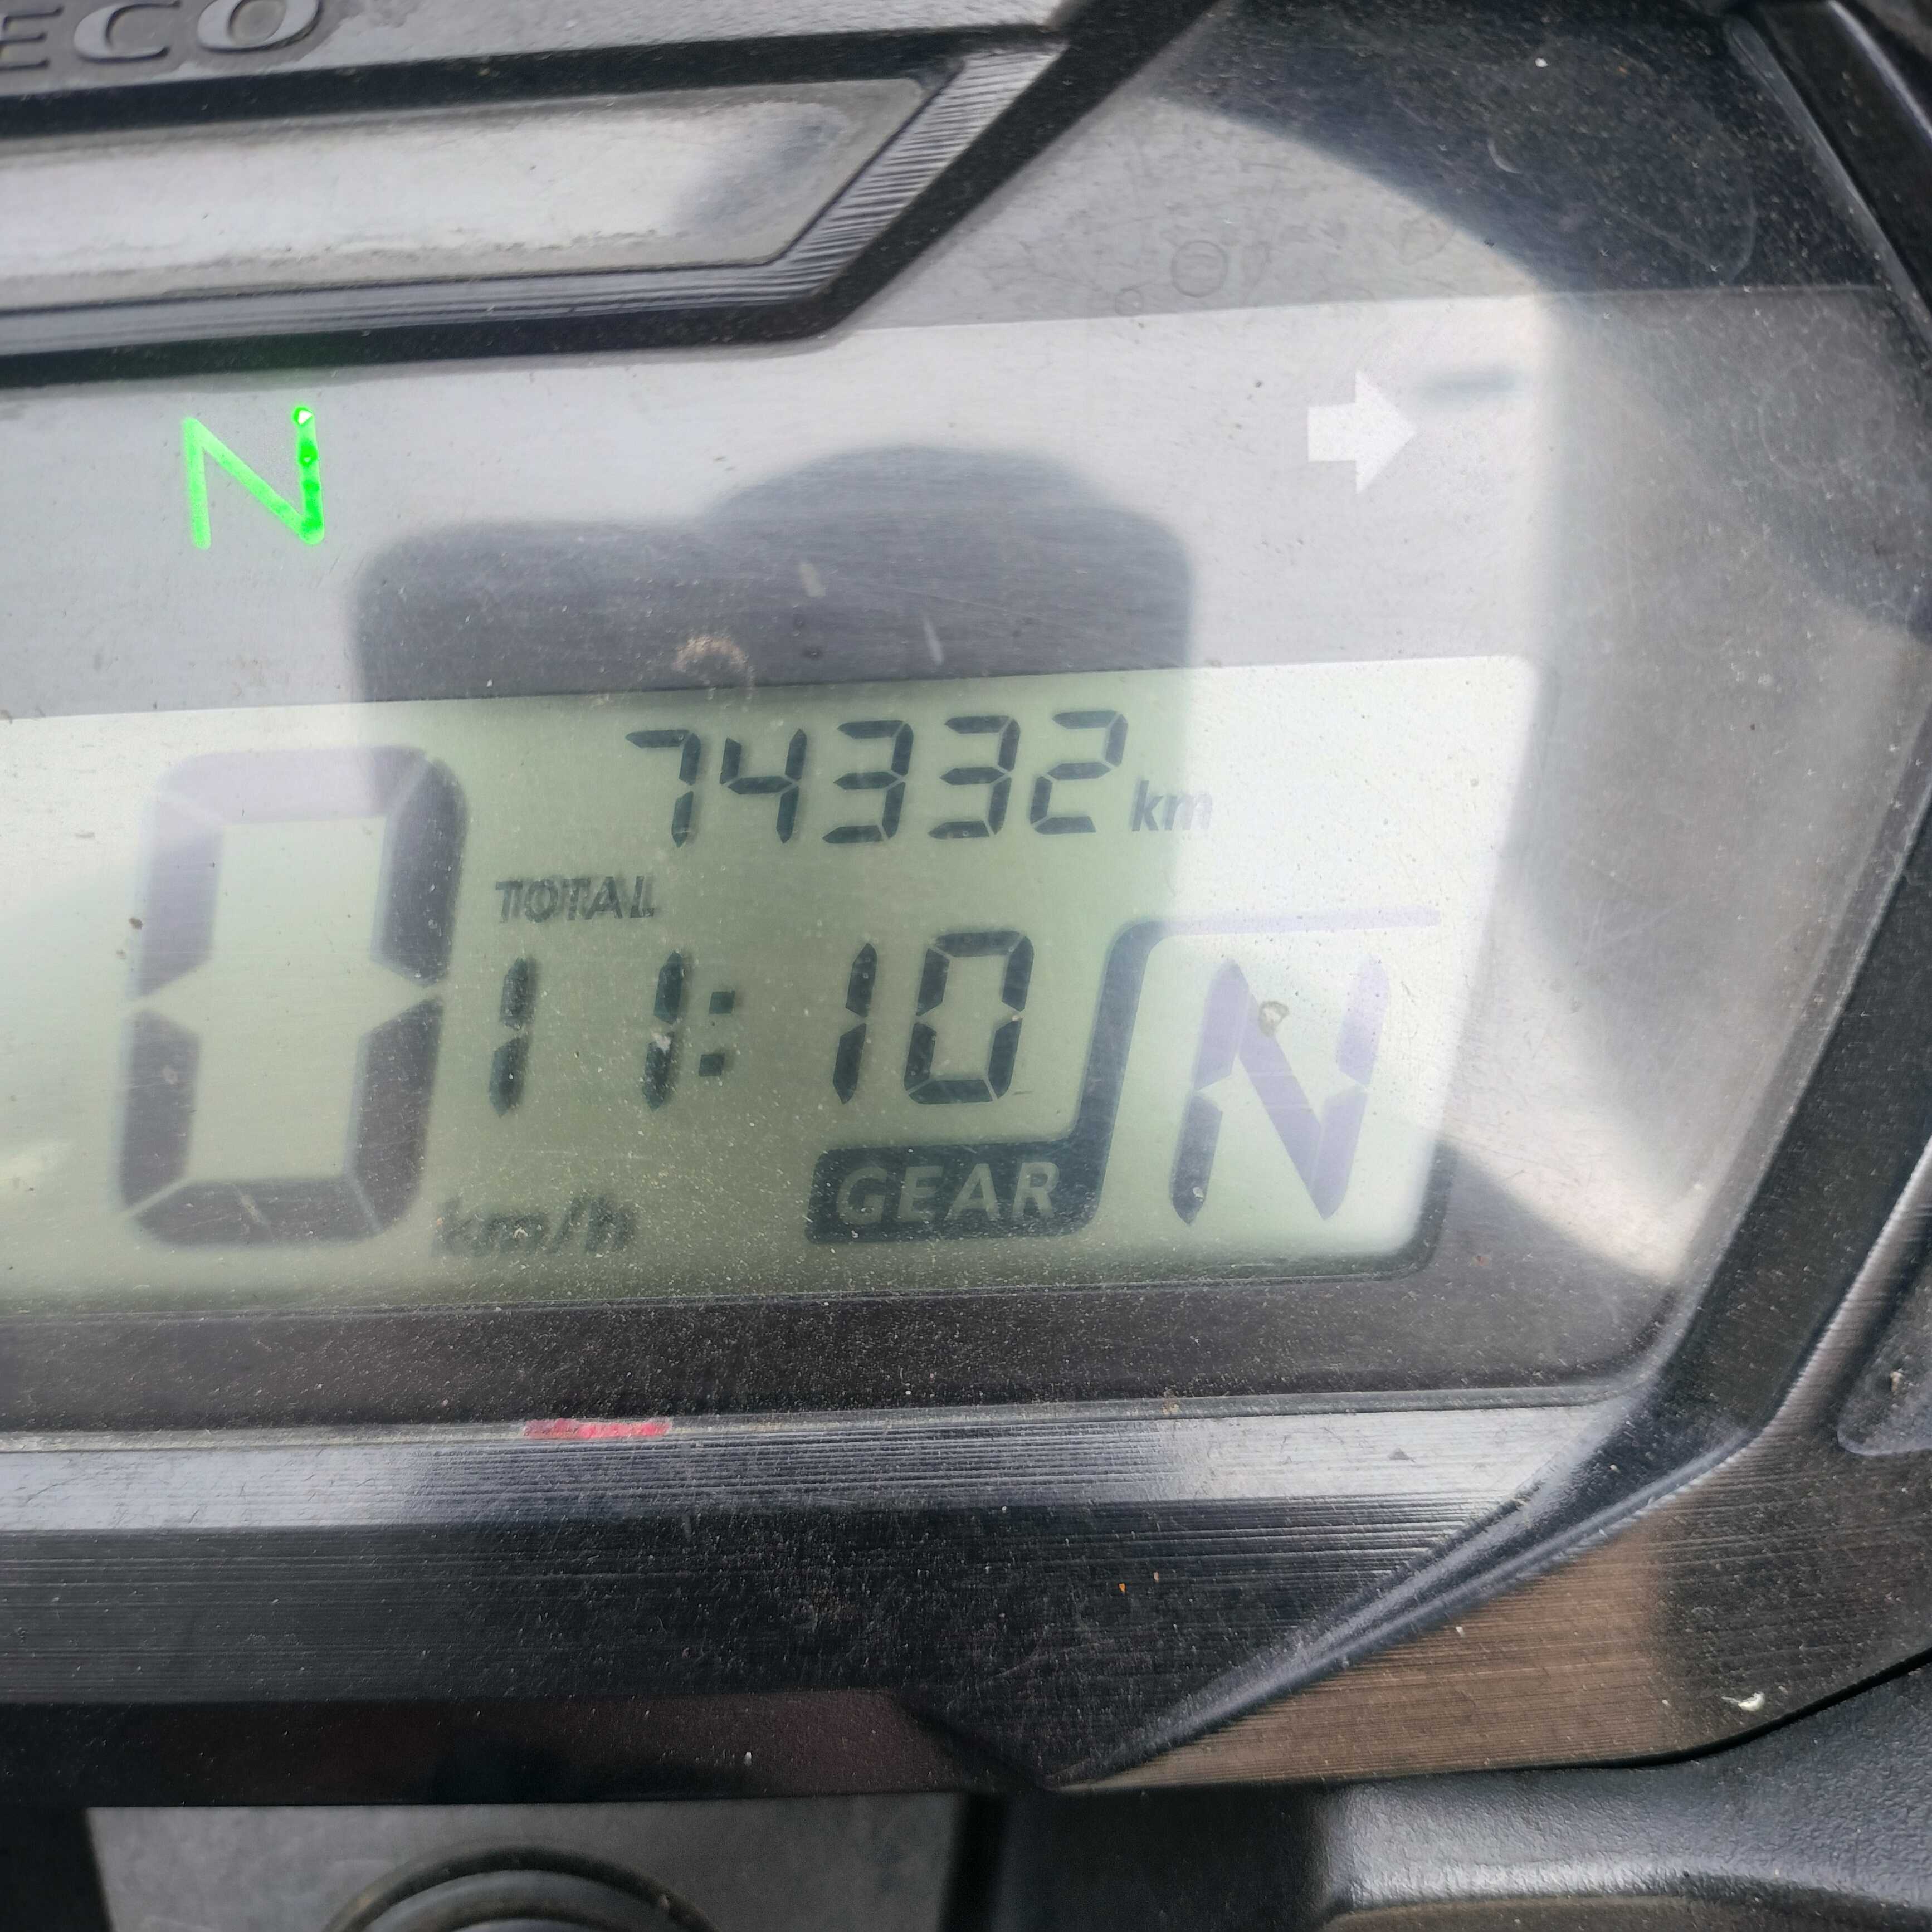 ECO
N
74332 km
TOTAL
0 km/h
11:10
GEAR N